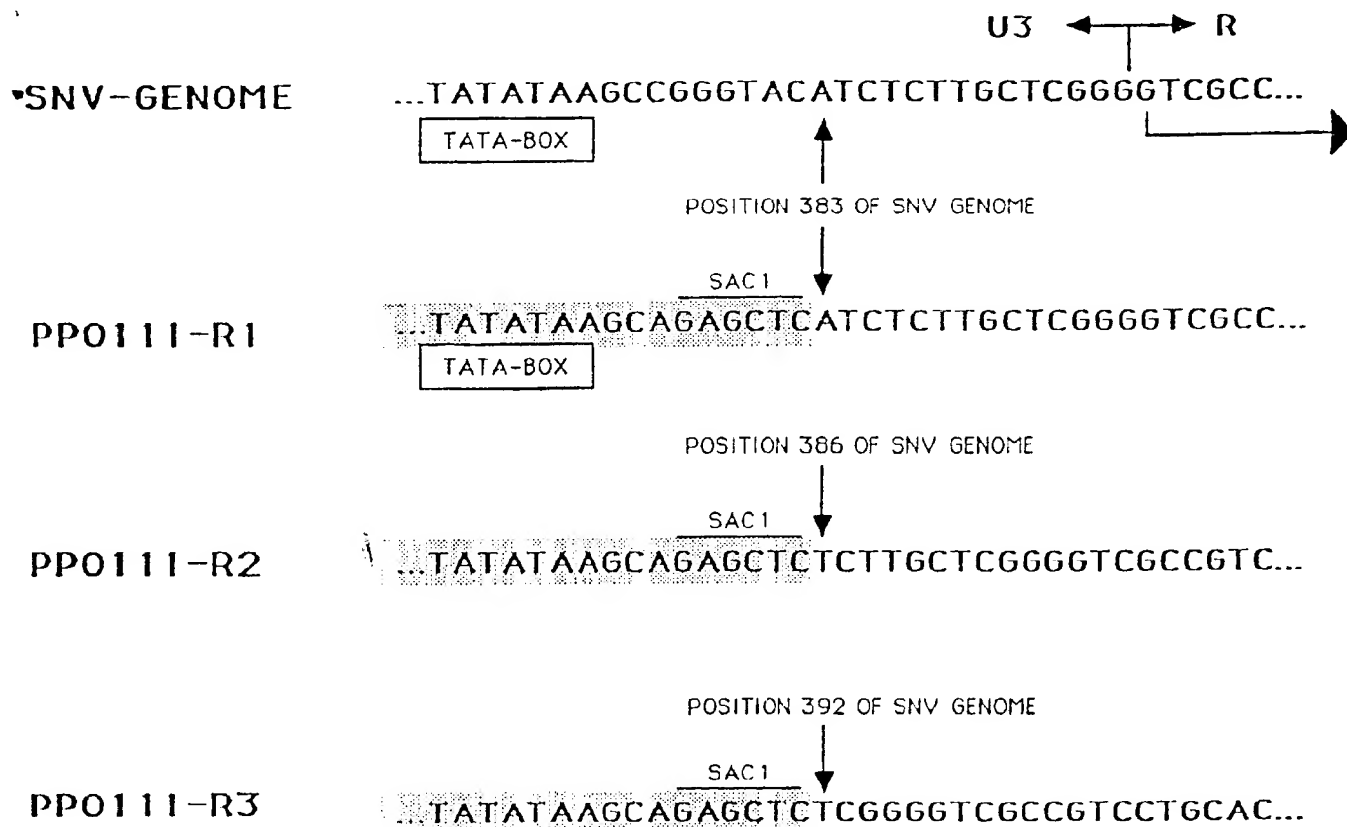 U3 R
SNV-GENOME ...TATATAAGCCGGGTACATCTCTTGCTCGGGGTCGCC...
TATA-BOX
POSITION 383 OF SNV GENOME
SAC1
PPO111-R1 ...TATATAAGCAGAGCTCATCTCTTGCTCGGGGTCGCC...
TATA-BOX
POSITION 386 OF SNV GENOME
SAC1
PPO111-R2 ...TATATAAGCAGAGCTCTCTTGCTCGGGGTCGCCGTC...
POSITION 392 OF SNV GENOME
SAC1
PPO111-R3 ...TATATAAGCAGAGCTCTCGGGGTCGCCGTCCTGCAC...